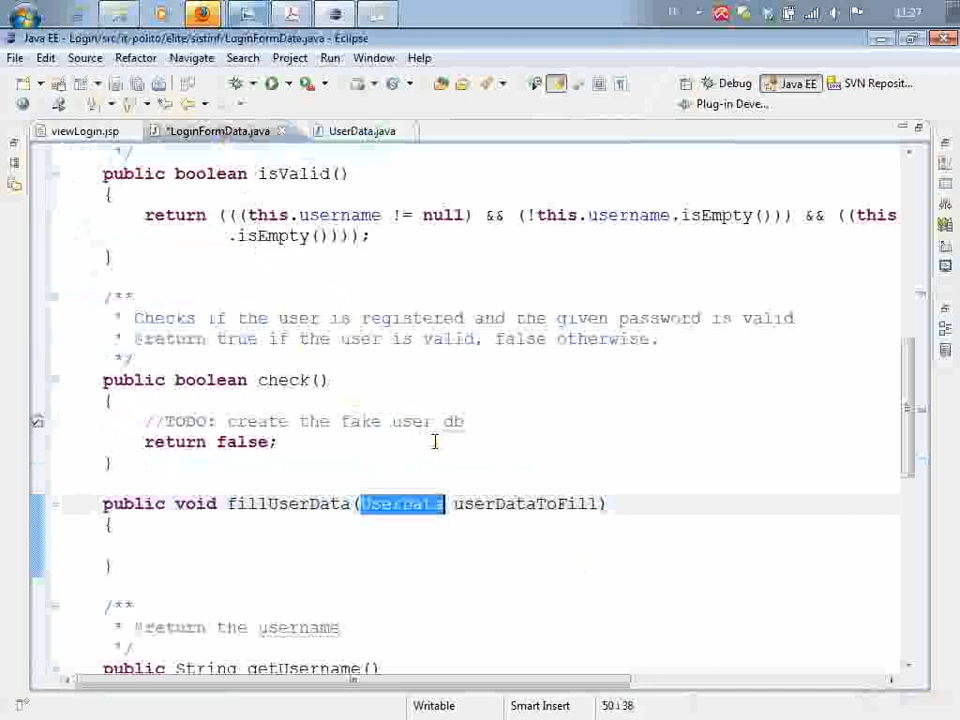 11:27
Java EE - Login/src/it/polito/elite/sistinf/LoginFormData.java - Eclipse
File Edit Source Refactor Navigate Search Project Run Window Help
Debug Java EE SVN Reposit...
Plug-in Deve...
viewLogin.jsp *LoginFormData.java UserData.java
*/
public boolean isValid()
{
return (((this.username != null) && (!this.username.isEmpty())) && ((this
.isEmpty())));
}
/**
* Checks if the user is registered and the given password is valid
* @return true if the user is valid, false otherwise.
*/
public boolean check()
{
//TODO: create the fake user db
return false;
}
public void fillUserData(UserData userDataToFill)
{
}
/**
* @return the username
*/
public String getUsername()
Writable Smart Insert 50:38